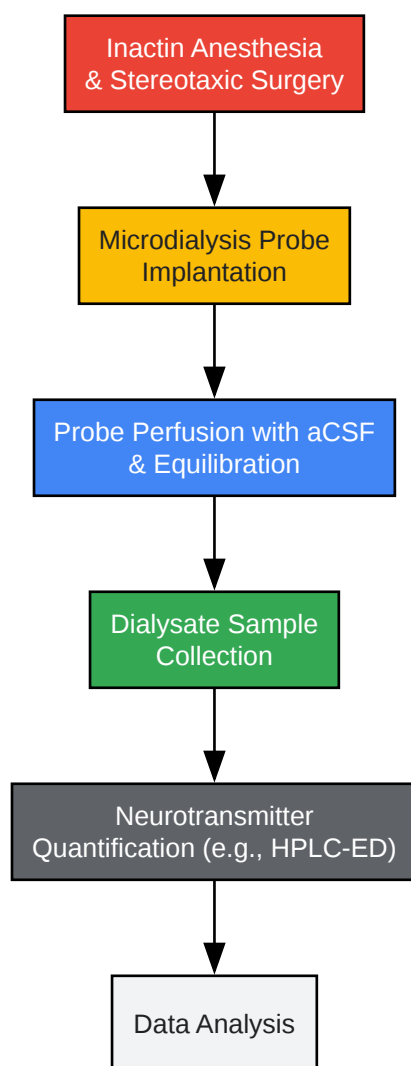 Inactin Anesthesia
& Stereotaxic Surgery
Microdialysis Probe
Implantation
Probe Perfusion with aCSF
& Equilibration
Dialysate Sample
Collection
Neurotransmitter
Quantification (e.g., HPLC-ED)
Data Analysis